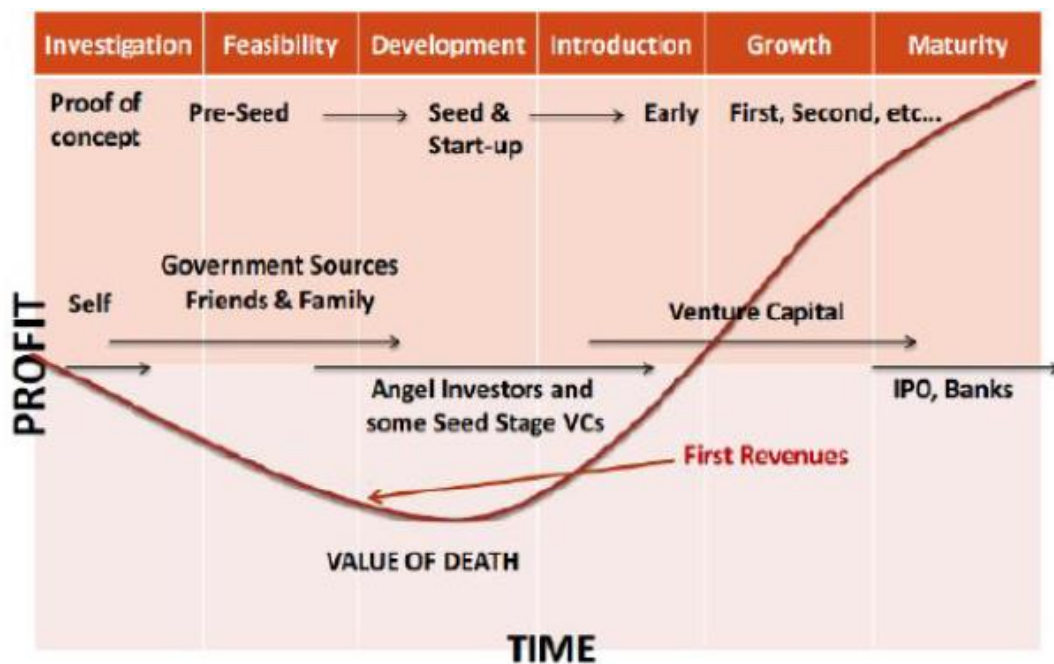 Investigation Feasibility Development Introduction Growth Maturity
Proof of
concept
Pre-Seed
Seed &
Start-up
Early
First, Second, etc...
Government Sources
Friends & Family
Self
Venture Capital
Angel Investors and
some Seed Stage VCs
IPO, Banks
First Revenues
VALUE OF DEATH
PROFIT
TIME